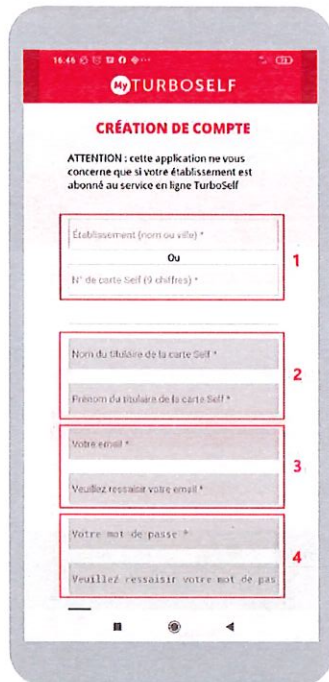 16:46
MyTURBOSELF
CRÉATION DE COMPTE
ATTENTION : cette application ne vous
concerne que si votre établissement est
abonné au service en ligne TurboSelf
Établissement (nom ou ville) *
Ou
N° de carte Self (9 chiffres) *
1
Nom du titulaire de la carte Self *
Prénom du titulaire de la carte Self *
2
Votre email *
Veuillez ressaisir votre email *
3
Votre mot de passe *
Veuillez ressaisir votre mot de pas
4